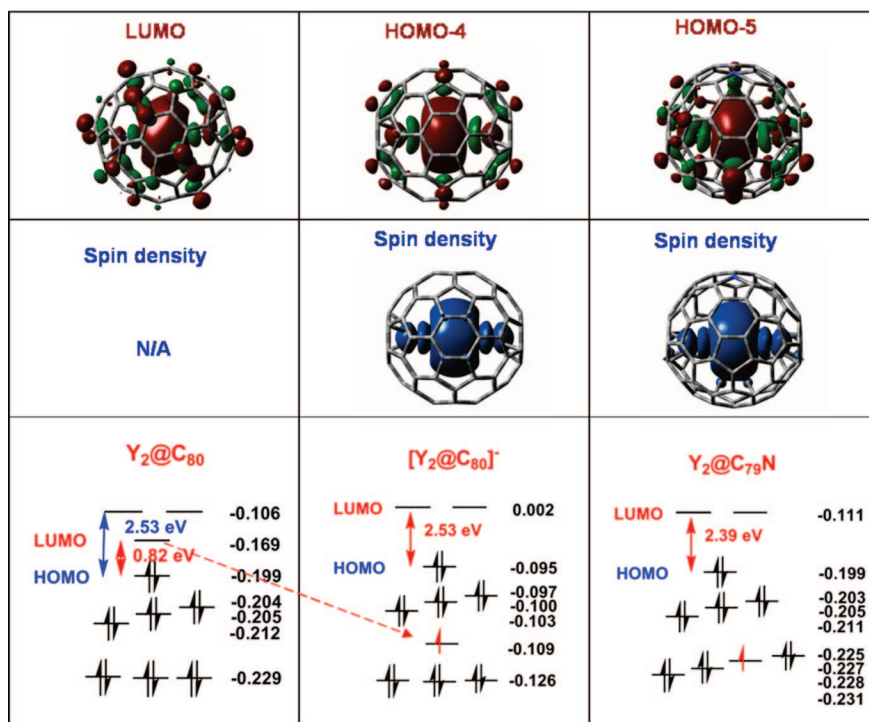 LUMO
HOMO-4
HOMO-5
Spin density
N/A
Spin density
Spin density
Y2@C80
-0.106
2.53 eV
LUMO
-0.169
0.82 eV
HOMO
-0.199
-0.204
-0.205
-0.212
-0.229
[Y2@C80]-
LUMO
0.002
2.53 eV
HOMO
-0.095
-0.097
-0.100
-0.103
-0.109
-0.126
Y2@C79N
LUMO
-0.111
2.39 eV
HOMO
-0.199
-0.203
-0.205
-0.211
-0.225
-0.227
-0.228
-0.231